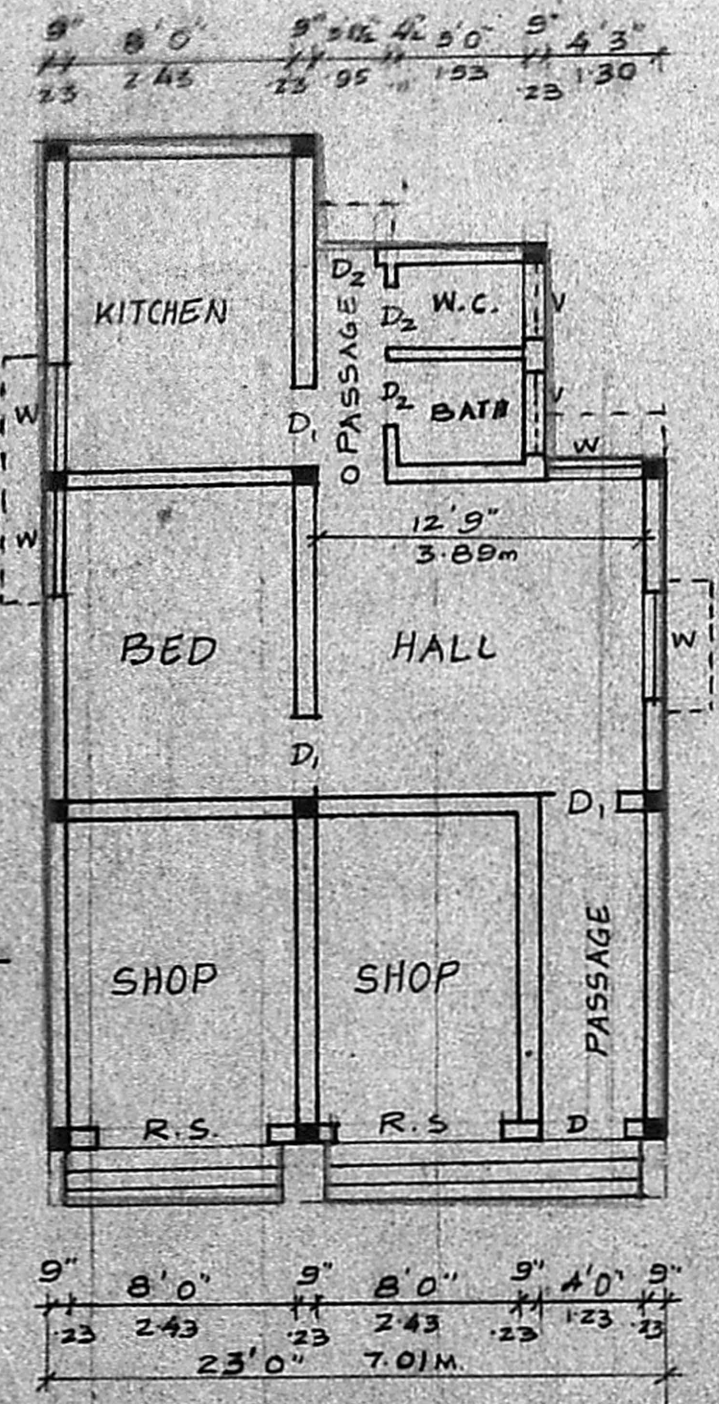 9" 8'0" 9" 4½ 5'0" 9" 4'3"
23 2.43 23 .95 .11 1.53 .23 1.30
KITCHEN
D2
PASSAGE
O
D2 W.C. V
D1
D2 BATH V
W
W
W
12'9"
3.89m
BED
HALL
W
D1
D1
SHOP
SHOP
PASSAGE
R.S.
R.S
D
9" 8'0" 9" 8'0" 9" 4'0" 9"
.23 2.43 .23 2.43 .23 1.23 .23
23'0" 7.01M.